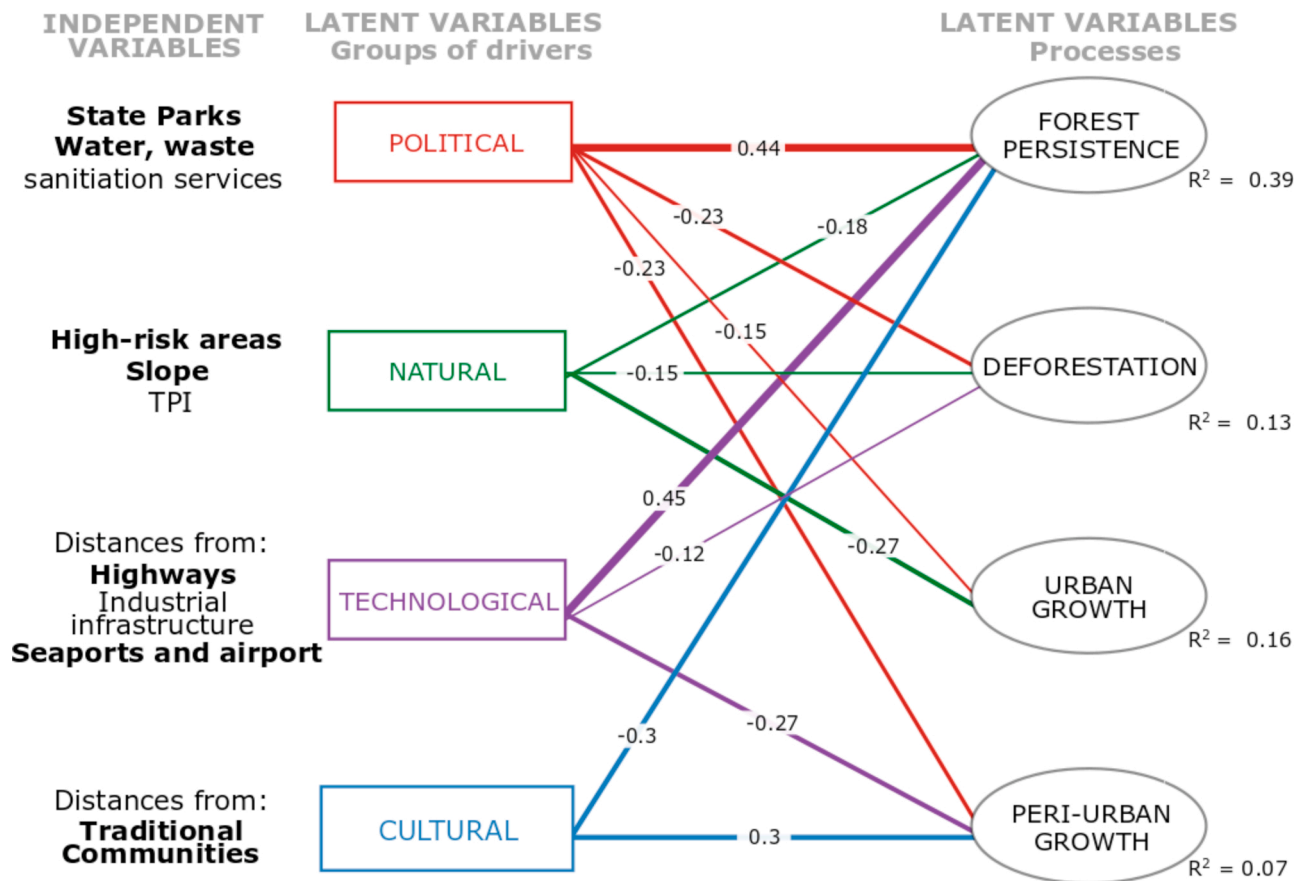 INDEPENDENT
VARIABLES
LATENT VARIABLES
Groups of drivers
LATENT VARIABLES
Processes
State Parks
Water, waste
sanitiation services
POLITICAL
0.44
FOREST
PERSISTENCE
R² = 0.39
-0.23
-0.18
-0.23
-0.15
High-risk areas
Slope
TPI
NATURAL
-0.15
DEFORESTATION
R² = 0.13
0.45
-0.12
-0.27
Distances from:
Highways
Industrial
infrastructure
Seaports and airport
TECHNOLOGICAL
URBAN
GROWTH
R² = 0.16
-0.27
-0.3
Distances from:
Traditional
Communities
CULTURAL
0.3
PERI-URBAN
GROWTH
R² = 0.07